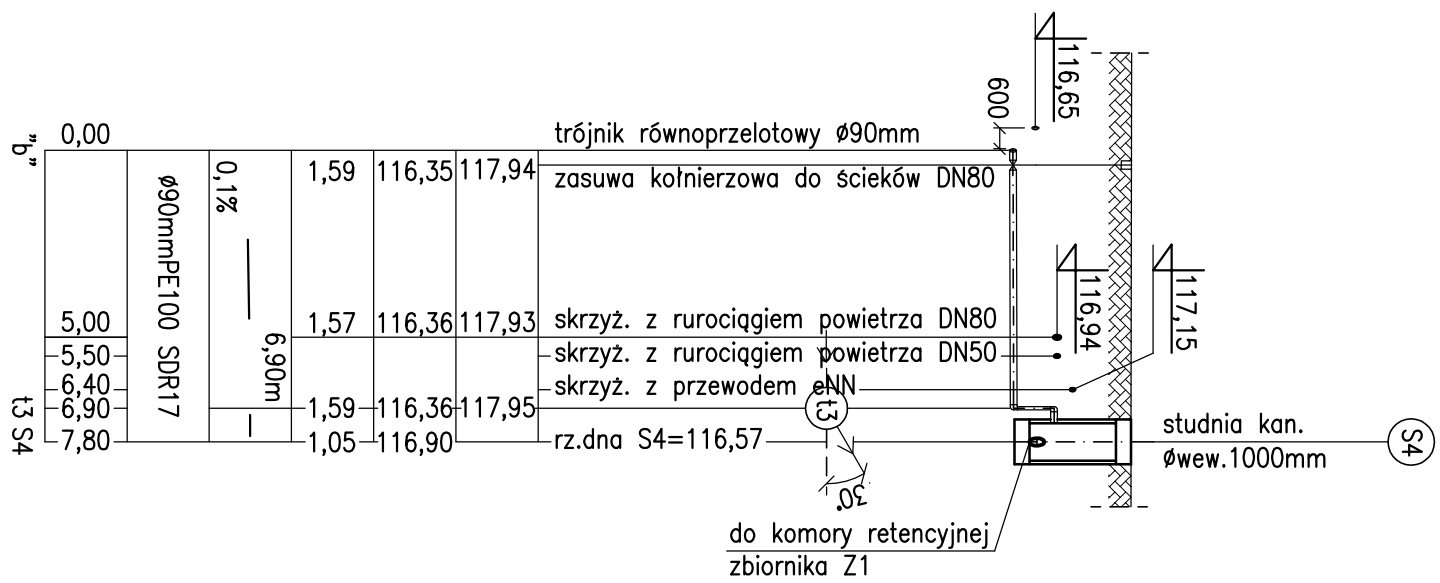 116,65
600
0,00
trójnik równoprzelotowy ø90mm
"b"
1,59 116,35 117,94
zasuwa kołnierzowa do ścieków DN80
0,1%
ø90mmPE100 SDR17
6,90m
116,94
117,15
5,00 1,57 116,36 117,93 skrzyż. z rurociągiem powietrza DN80
5,50 skrzyż. z rurociągiem powietrza DN50
6,40 skrzyż. z przewodem eNN
t3 6,90 1,59 116,36 117,95
t3
S4 7,80 1,05 116,90 rz.dna S4=116,57
30°
studnia kan.
øwew.1000mm
S4
do komory retencyjnej
zbiornika Z1